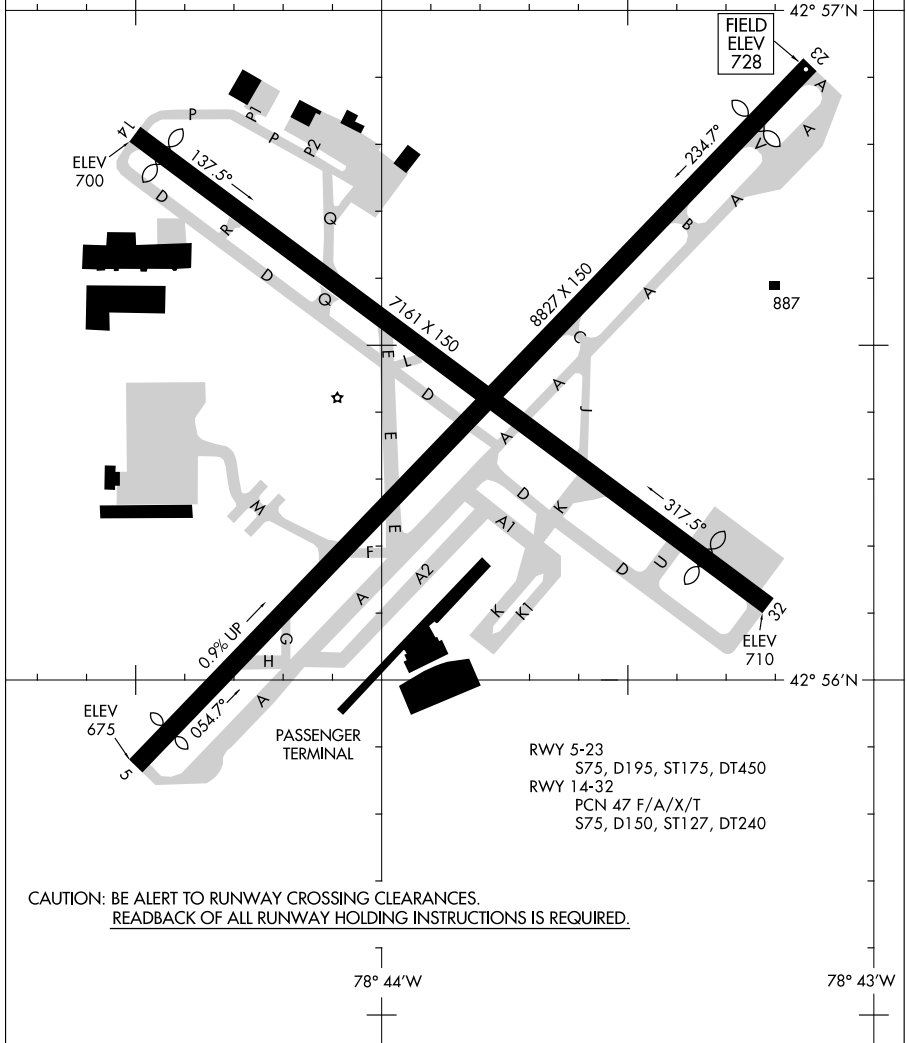 42° 57'N
FIELD
ELEV
728
23
A
A
V
234.7°
A
B
A
887
P
P1
P
P2
14
ELEV
700
137.5°
D
R
D
Q
Q
7161 X 150
8827 X 150
E
L
D
C
A
J
A
E
D
K
A1
E
317.5°
U
D
M
F
A2
A
K
K1
32
ELEV
710
0.9% UP
G
H
A
054.7°
42° 56'N
ELEV
675
5
PASSENGER
TERMINAL
RWY 5-23
S75, D195, ST175, DT450
RWY 14-32
PCN 47 F/A/X/T
S75, D150, ST127, DT240
CAUTION: BE ALERT TO RUNWAY CROSSING CLEARANCES.
READBACK OF ALL RUNWAY HOLDING INSTRUCTIONS IS REQUIRED.
78° 44'W
78° 43'W